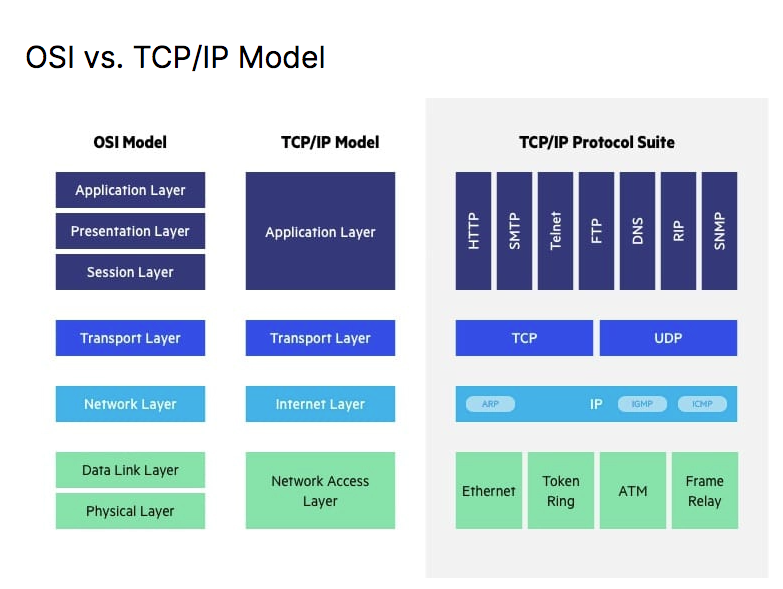 OSI vs. TCP/IP Model
OSI Model
Application Layer
Presentation Layer
Session Layer
Transport Layer
Network Layer
Data Link Layer
Physical Layer
TCP/IP Model
Application Layer
Transport Layer
Internet Layer
Network Access
Layer
TCP/IP Protocol Suite
HTTP
SMTP
Telnet
FTP
DNS
RIP
SNMP
TCP
UDP
ARP
IP
IGMP
ICMP
Ethernet
Token
Ring
ATM
Frame
Relay